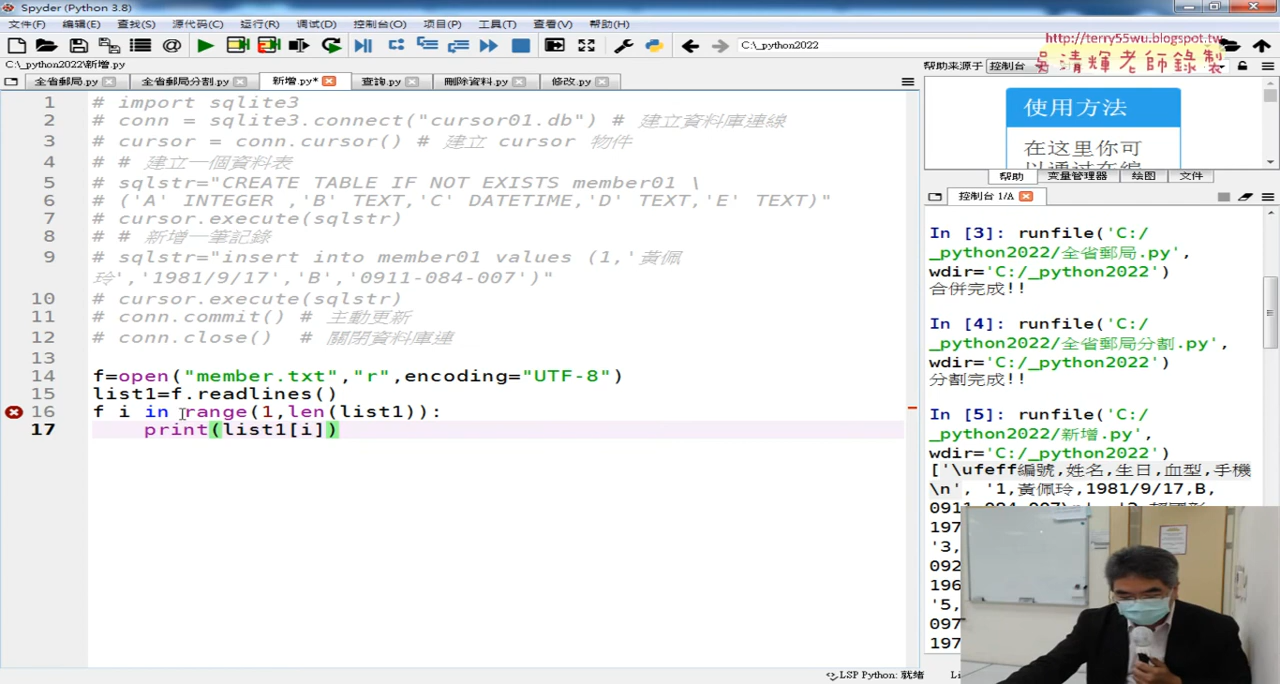 Spyder (Python 3.8)
文件(F) 编辑(E) 查找(S) 源代码(C) 运行(R) 调试(D) 控制台(O) 项目(P) 工具(T) 查看(V) 帮助(H)
C:\_python2022
http://terry55wu.blogspot.tw
吳清輝老師錄製
C:\_python2022\新增.py
帮助来源于 控制台
全省郵局.py 全省郵局分割.py 新增.py* 查詢.py 刪除資料.py 修改.py
1 # import sqlite3
2 # conn = sqlite3.connect("cursor01.db") # 建立資料庫連線
3 # cursor = conn.cursor() # 建立 cursor 物件
4 # # 建立一個資料表
5 # sqlstr="CREATE TABLE IF NOT EXISTS member01 \
6 # ('A' INTEGER ,'B' TEXT,'C' DATETIME,'D' TEXT,'E' TEXT)"
7 # cursor.execute(sqlstr)
8 # # 新增一筆記錄
9 # sqlstr="insert into member01 values (1,'黃佩
玲','1981/9/17','B','0911-084-007')"
10 # cursor.execute(sqlstr)
11 # conn.commit() # 主動更新
12 # conn.close() # 關閉資料庫連
13
14 f=open("member.txt","r",encoding="UTF-8")
15 list1=f.readlines()
16 f i in range(1,len(list1)):
17 print(list1[i])
使用方法
在这里你可
帮助 变量管理器 绘图 文件
控制台 1/A
In [3]: runfile('C:/
_python2022/全省郵局.py',
wdir='C:/_python2022')
合併完成!!
In [4]: runfile('C:/
_python2022/全省郵局分割.py',
wdir='C:/_python2022')
分割完成!!
In [5]: runfile('C:/
_python2022/新增.py',
wdir='C:/_python2022')
['\ufeff編號,姓名,生日,血型,手機
\n', '1,黃佩玲,1981/9/17,B,
197
'3,
092
196
'5,
097
197
LSP Python: 就绪